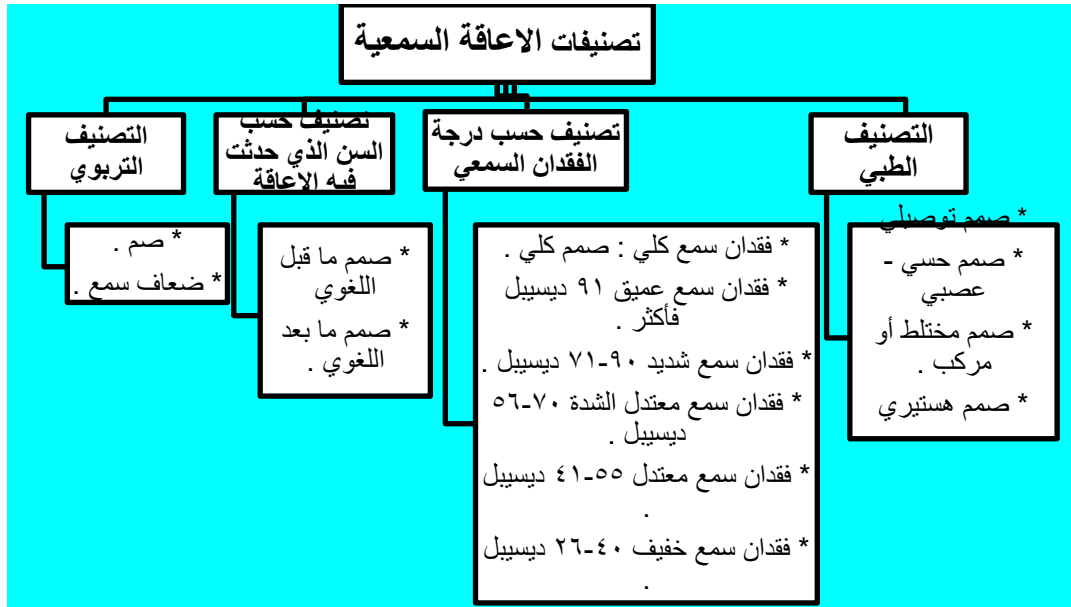 تصنيفات الاعاقة السمعية
التصنيف
الطبي
* صمم توصيلي
* صمم حسي -
عصبي
* صمم مختلط أو
مركب .
* صمم هستيري
تصنيف حسب درجة
الفقدان السمعي
* فقدان سمع كلي : صمم كلي .
* فقدان سمع عميق ٩١ ديسيبل
فأكثر .
* فقدان سمع شديد ٩٠-٧١ ديسيبل .
* فقدان سمع معتدل الشدة ٧٠-٥٦
ديسيبل .
* فقدان سمع معتدل ٥٥-٤١ ديسيبل
.
* فقدان سمع خفيف ٤٠-٢٦ ديسيبل
.
تصنيف حسب
السن الذي حدثت
فيه الاعاقة
* صمم ما قبل
اللغوي
* صمم ما بعد
اللغوي .
التصنيف
التربوي
* صم .
* ضعاف سمع .